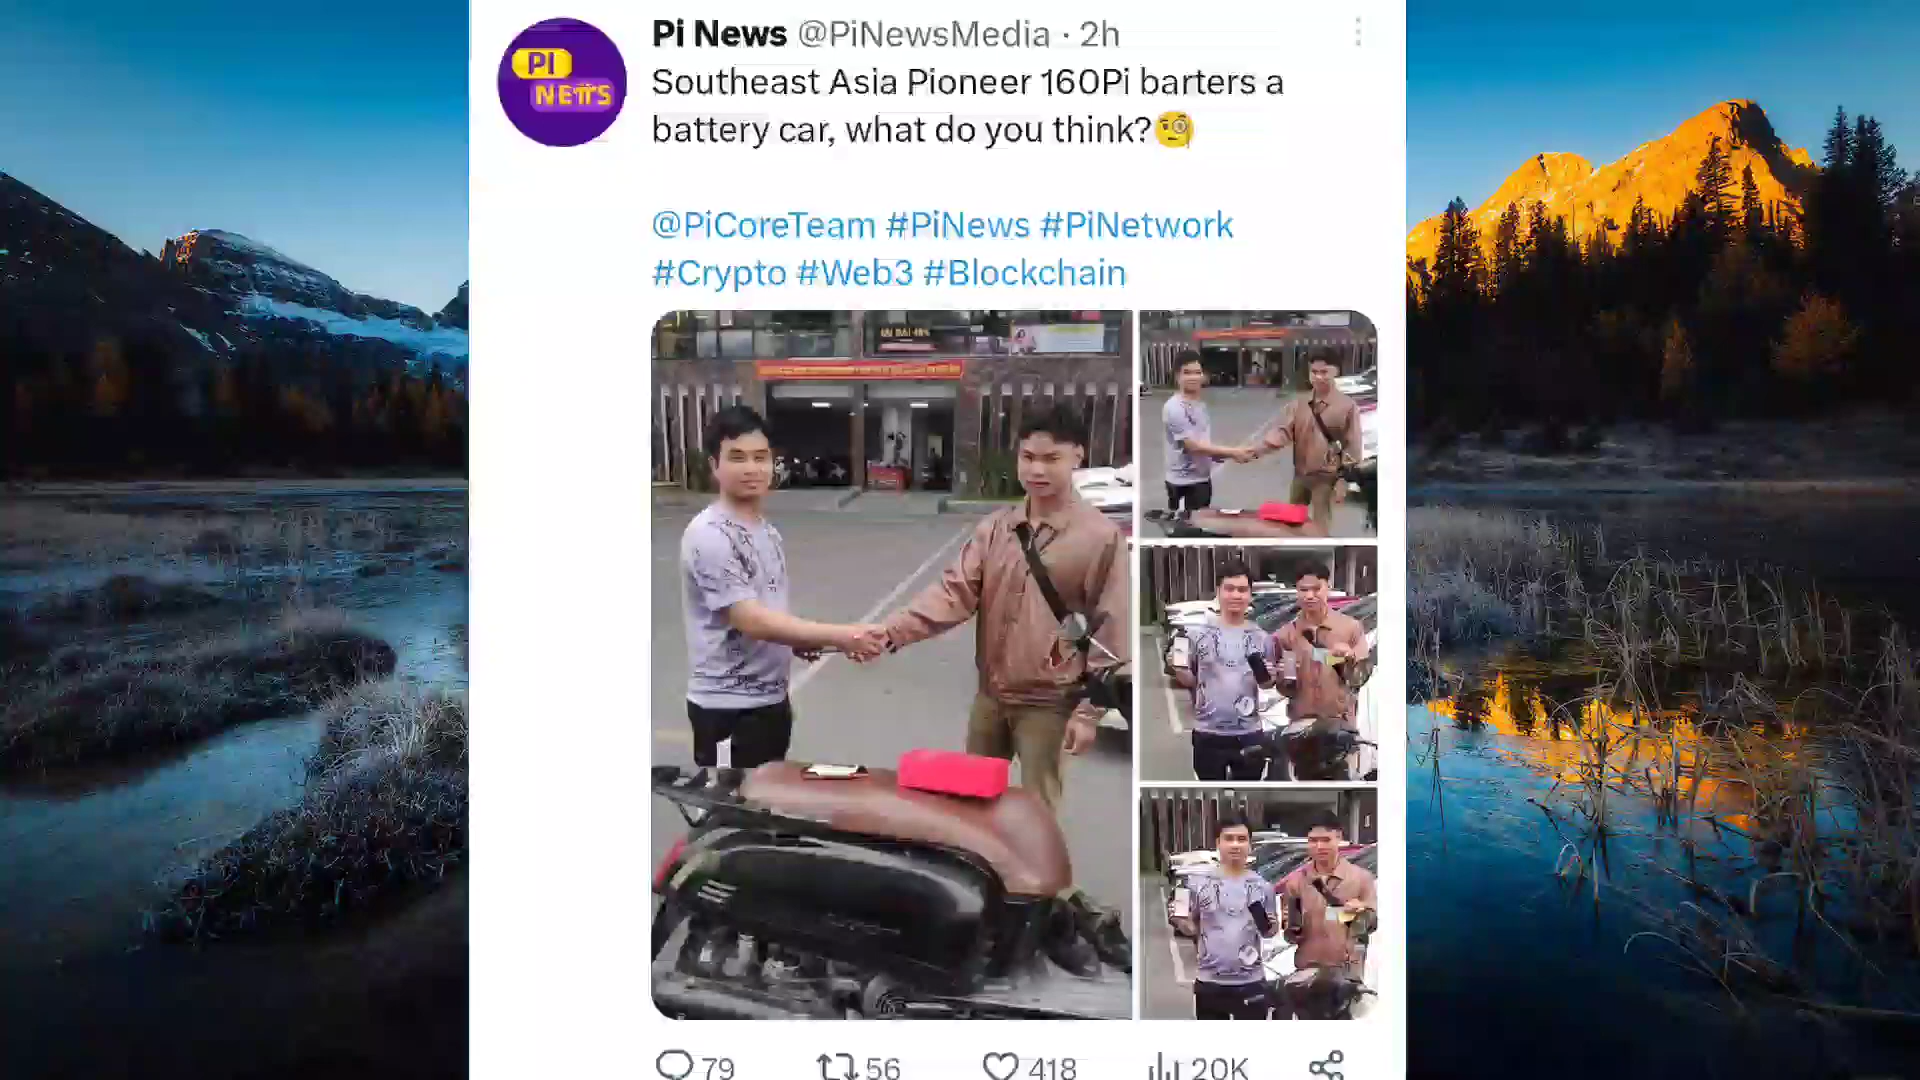 Pi News @PiNewsMedia · 2h
PI
NEWS
Southeast Asia Pioneer 160Pi barters a
battery car, what do you think?🧐
@PiCoreTeam #PiNews #PiNetwork
#Crypto #Web3 #Blockchain
79 56 418 20K